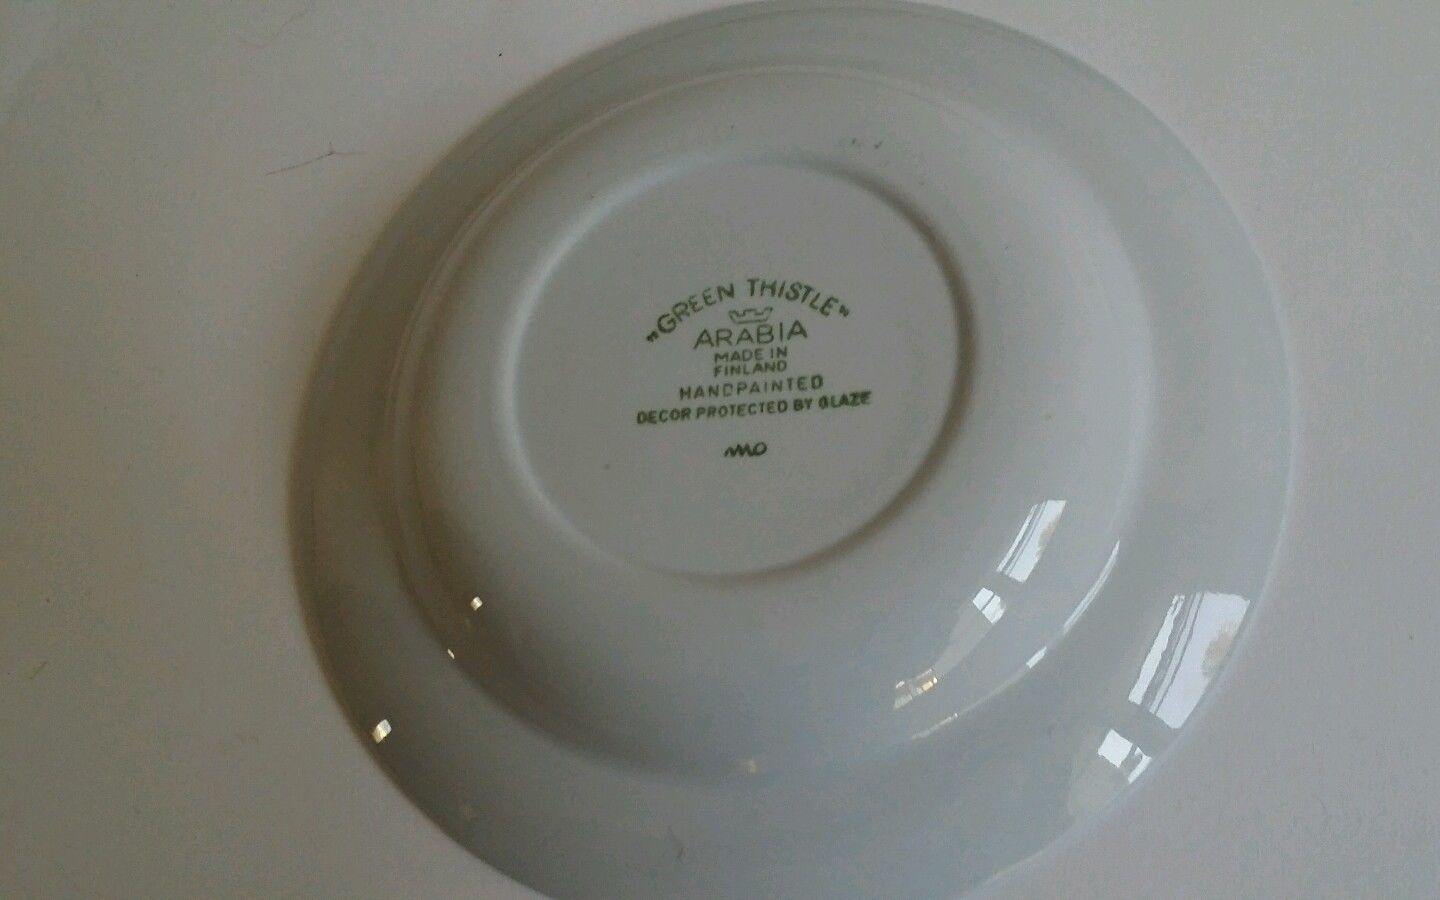 "GREEN THISTLE"
ARABIA
MADE IN
FINLAND
HANDPAINTED
DECOR PROTECTED BY GLAZE